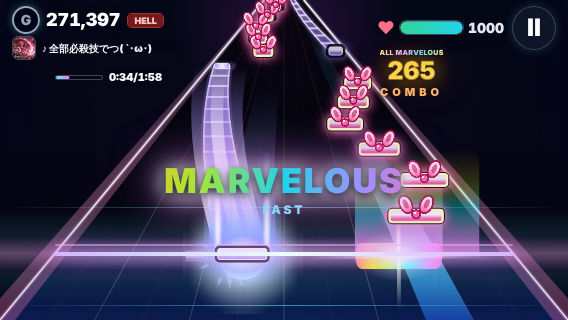 G 271,397 HELL
♪ 全部必殺技でつ( `･ω･)
0:34/1:58
1000
ALL MARVELOUS
265
COMBO
MARVELOUS
FAST